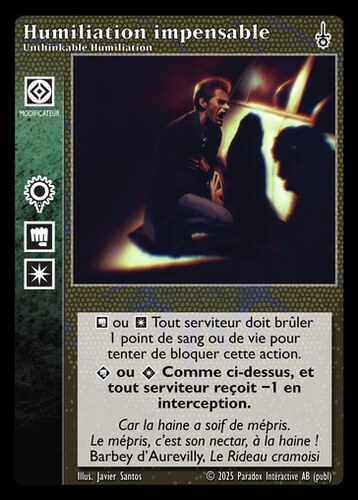 Humiliation impensable
Unthinkable Humiliation
MODIFICATEUR
ou Tout serviteur doit brûler
1 point de sang ou de vie pour
tenter de bloquer cette action.
ou Comme ci-dessus, et
tout serviteur reçoit −1 en
interception.
Car la haine a soif de mépris.
Le mépris, c'est son nectar, à la haine !
Barbey d'Aurevilly, Le Rideau cramoisi
Illus. Javier Santos © 2025 Paradox Interactive AB (publ)